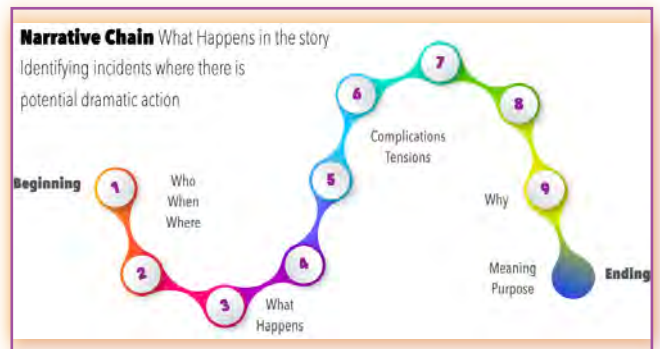 Narrative Chain What Happens in the story
Identifying incidents where there is
potential dramatic action
Beginning
1
Who
When
Where
2
3
What
Happens
4
5
6
Complications
Tensions
7
8
Why
9
Meaning
Purpose
Ending